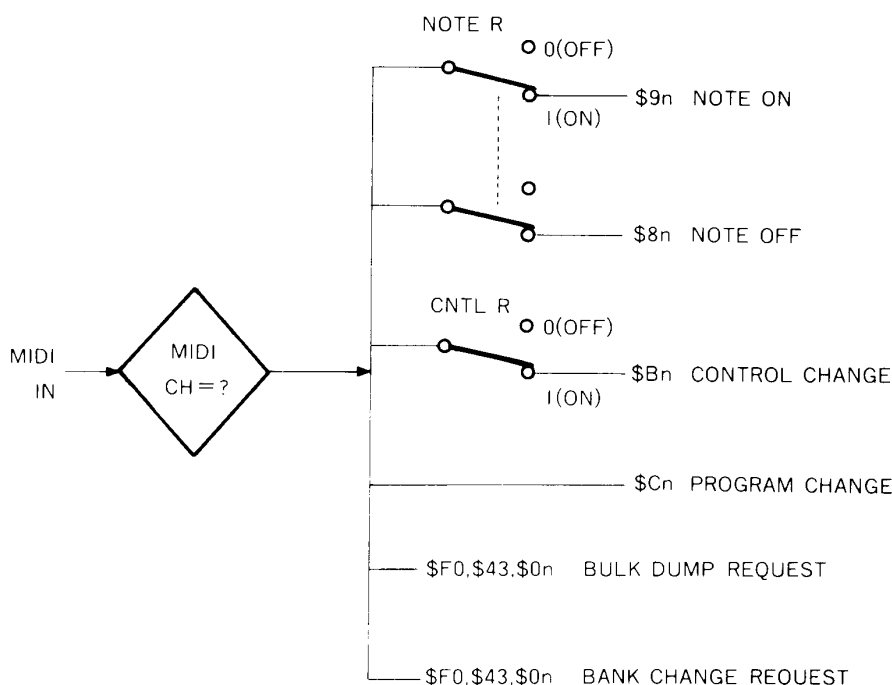 NOTE R
0(OFF)
$9n NOTE ON
1(ON)
$8n NOTE OFF
CNTL R
0(OFF)
MIDI IN
MIDI CH=?
$Bn CONTROL CHANGE
1(ON)
$Cn PROGRAM CHANGE
$F0,$43,$0n BULK DUMP REQUEST
$F0,$43,$0n BANK CHANGE REQUEST